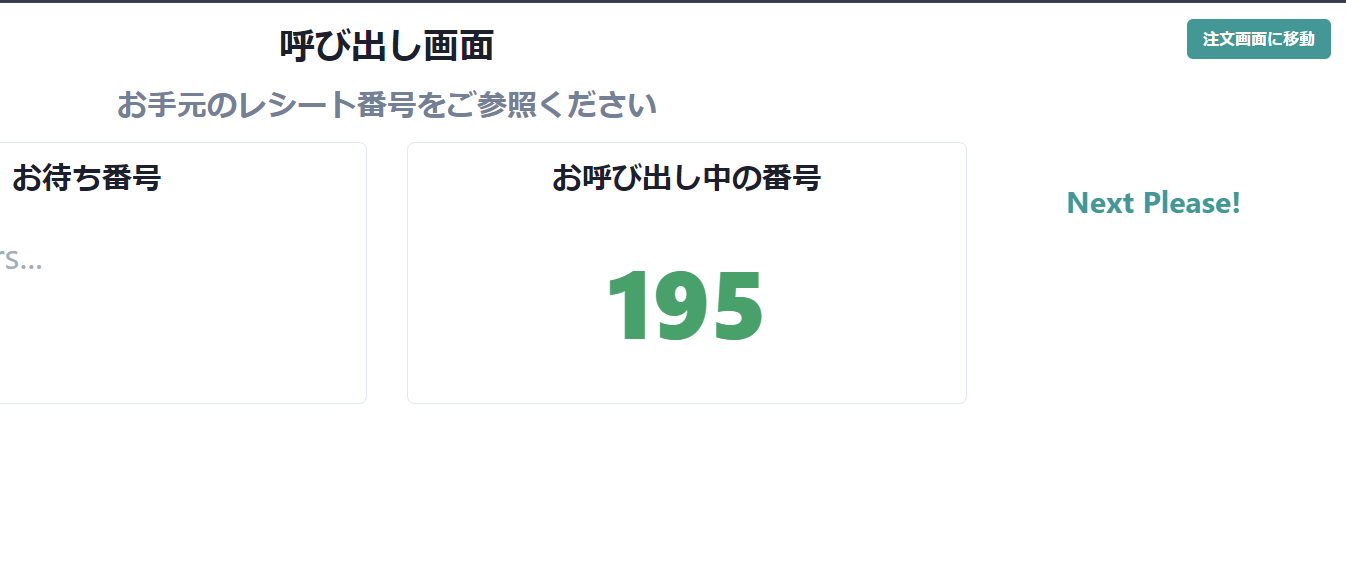 呼び出し画面
注文画面に移動
お手元のレシート番号をご参照ください
お待ち番号
rs...
お呼び出し中の番号
195
Next Please!